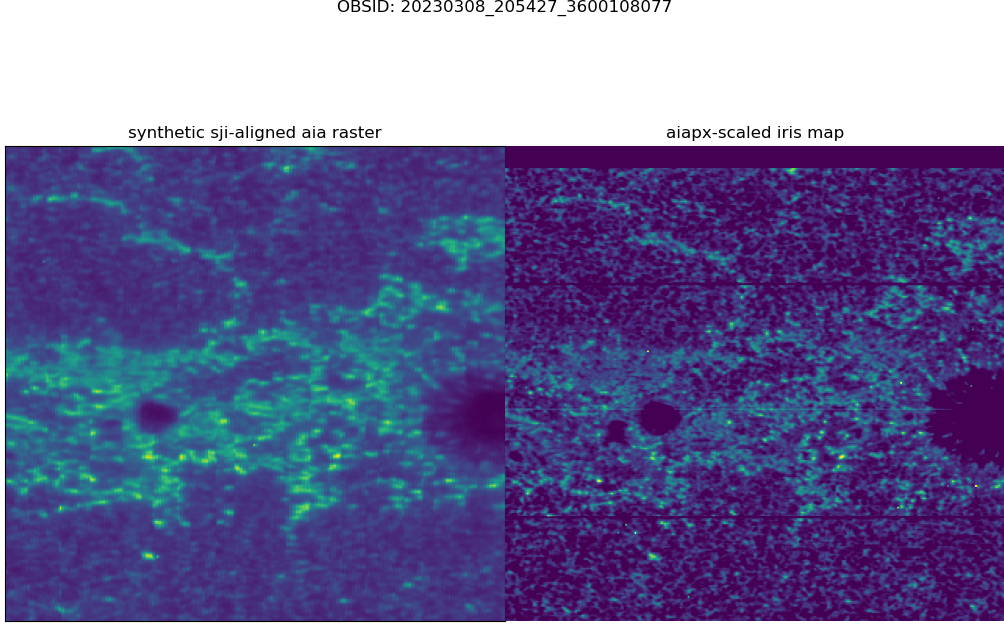 OBSID: 20230308_205427_3600108077
synthetic sji-aligned aia raster
aiapx-scaled iris map